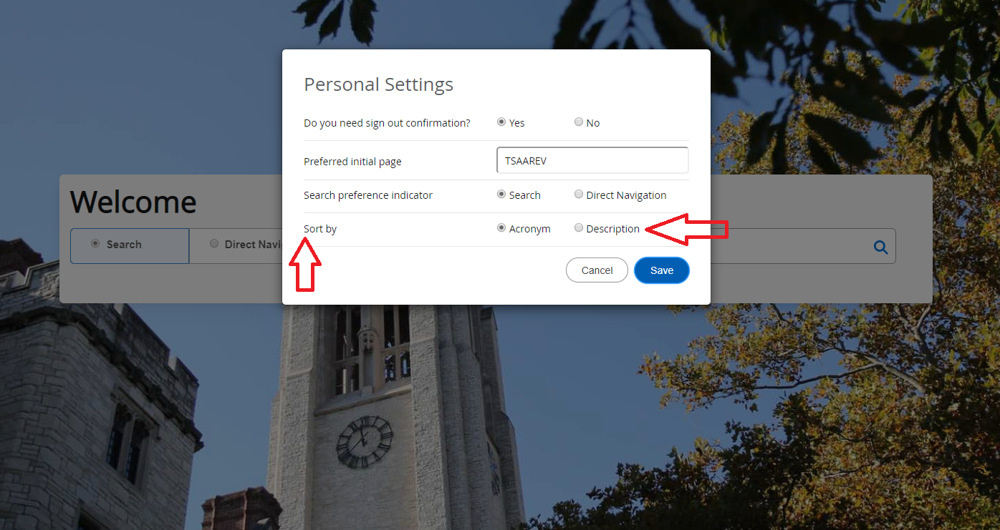 Personal Settings
Do you need sign out confirmation? Yes No
Preferred initial page TSAAREV
Search preference indicator Search Direct Navigation
Sort by Acronym Description
Cancel Save
Welcome
Search Direct Navi